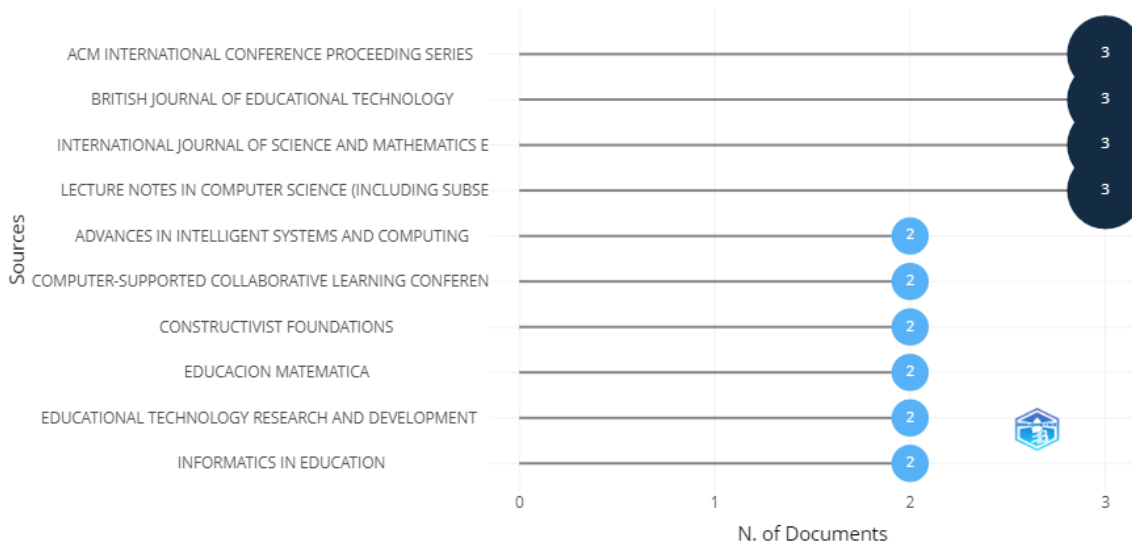 ACM INTERNATIONAL CONFERENCE PROCEEDING SERIES 3
BRITISH JOURNAL OF EDUCATIONAL TECHNOLOGY 3
INTERNATIONAL JOURNAL OF SCIENCE AND MATHEMATICS E 3
LECTURE NOTES IN COMPUTER SCIENCE (INCLUDING SUBSE 3
ADVANCES IN INTELLIGENT SYSTEMS AND COMPUTING 2
COMPUTER-SUPPORTED COLLABORATIVE LEARNING CONFEREN 2
CONSTRUCTIVIST FOUNDATIONS 2
EDUCACION MATEMATICA 2
EDUCATIONAL TECHNOLOGY RESEARCH AND DEVELOPMENT 2
INFORMATICS IN EDUCATION 2
Sources
0 1 2 3
N. of Documents